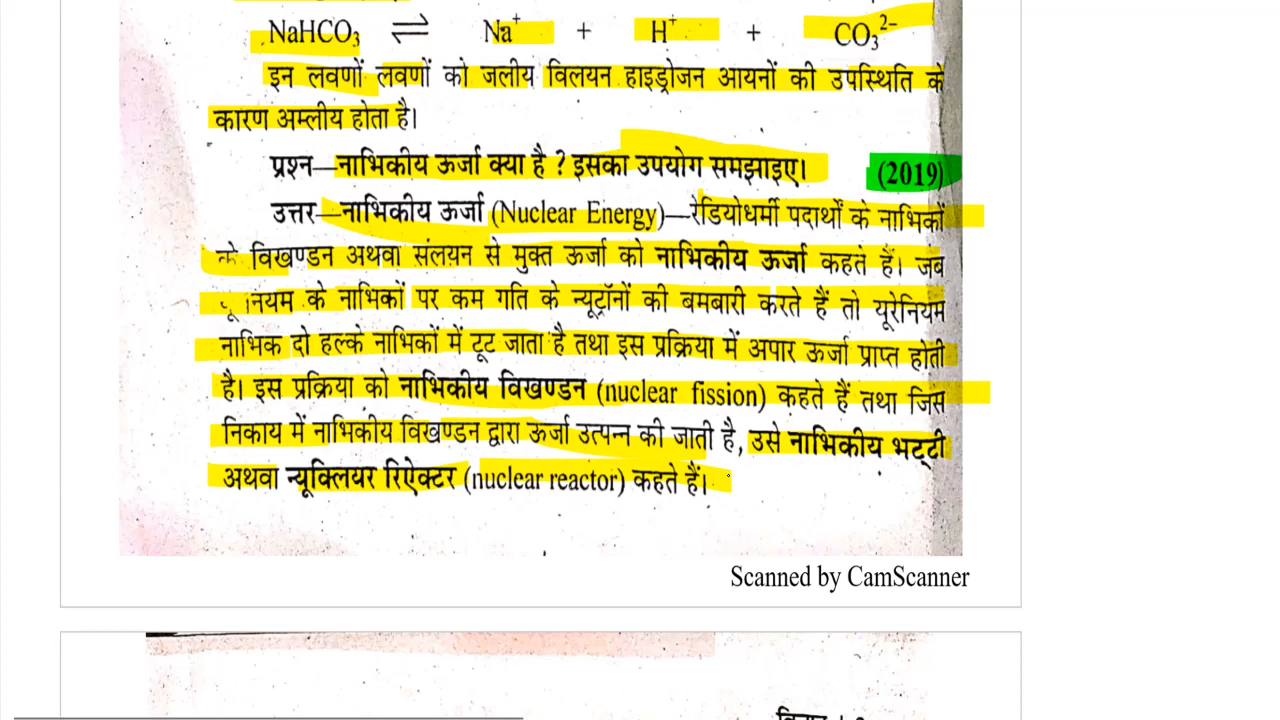 NaHCO₃ ⇌ Na⁺ + H⁺ + CO₃²⁻
इन लवणों लवणों को जलीय विलयन हाइड्रोजन आयनों की उपस्थिति के
कारण अम्लीय होता है।
प्रश्न—नाभिकीय ऊर्जा क्या है ? इसका उपयोग समझाइए। (2019)
उत्तर—नाभिकीय ऊर्जा (Nuclear Energy)—रेडियोधर्मी पदार्थों के नाभिकों
के विखण्डन अथवा संलयन से मुक्त ऊर्जा को नाभिकीय ऊर्जा कहते हैं। जब
यूरेनियम के नाभिकों पर कम गति के न्यूट्रॉनों की बमबारी करते हैं तो यूरेनियम
नाभिक दो हल्के नाभिकों में टूट जाता है तथा इस प्रक्रिया में अपार ऊर्जा प्राप्त होती
है। इस प्रक्रिया को नाभिकीय विखण्डन (nuclear fission) कहते हैं तथा जिस
निकाय में नाभिकीय विखण्डन द्वारा ऊर्जा उत्पन्न की जाती है, उसे नाभिकीय भट्टी
अथवा न्यूक्लियर रिऐक्टर (nuclear reactor) कहते हैं।
Scanned by CamScanner